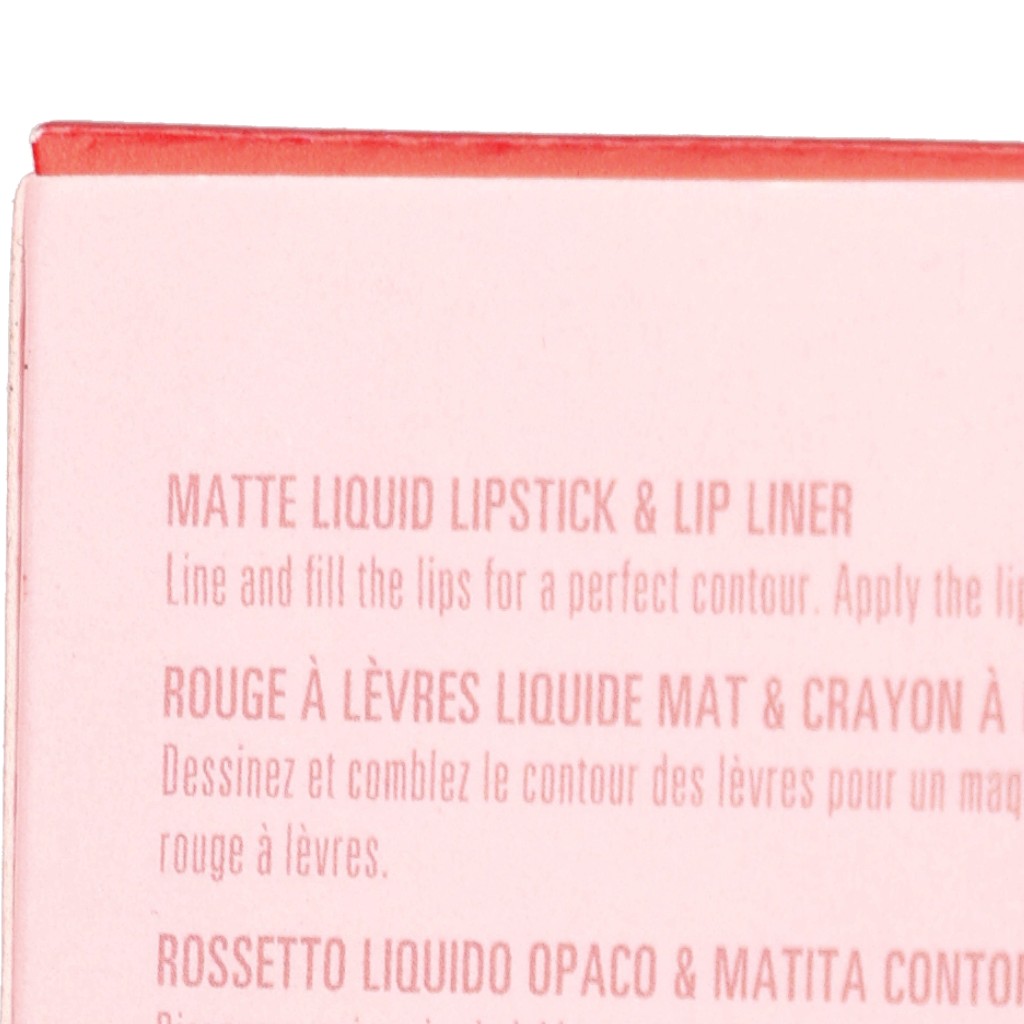 MATTE LIQUID LIPSTICK & LIP LINER
Line and fill the lips for a perfect contour. Apply the
ROUGE À LÈVRES LIQUIDE MAT & CRAYON À
Dessinez et comblez le contour des lèvres pour un
rouge à lèvres.
ROSSETTO LIQUIDO OPACO & MATITA